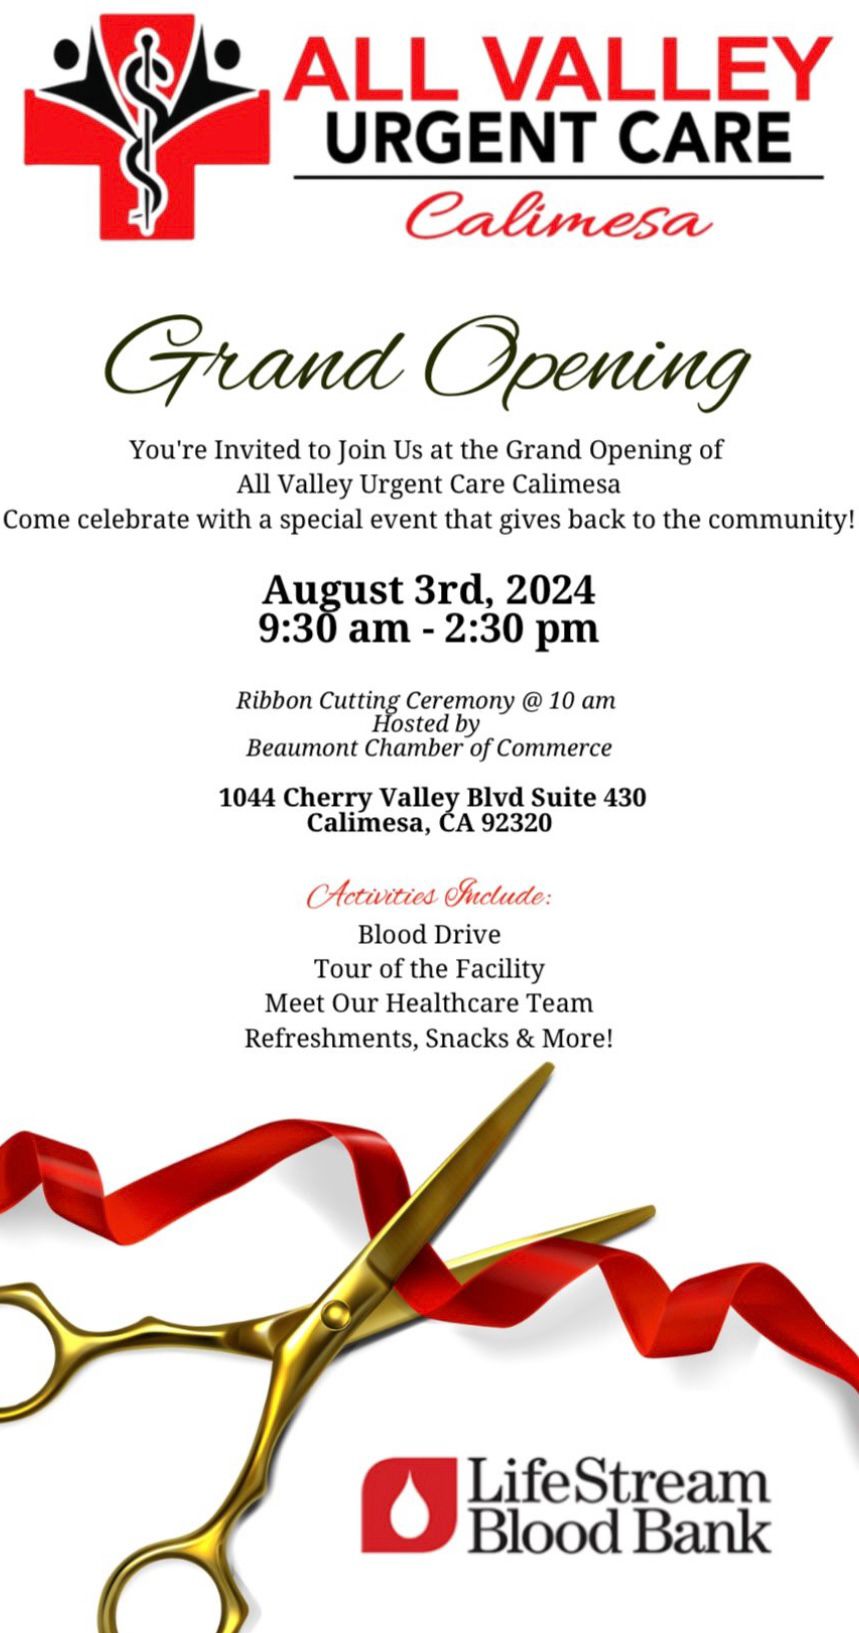 ALL VALLEY
URGENT CARE
Calimesa
Grand Opening
You're Invited to Join Us at the Grand Opening of
All Valley Urgent Care Calimesa
Come celebrate with a special event that gives back to the community!
August 3rd, 2024
9:30 am - 2:30 pm
Ribbon Cutting Ceremony @ 10 am
Hosted by
Beaumont Chamber of Commerce
1044 Cherry Valley Blvd Suite 430
Calimesa, CA 92320
Activities Include:
Blood Drive
Tour of the Facility
Meet Our Healthcare Team
Refreshments, Snacks & More!
LifeStream
Blood Bank